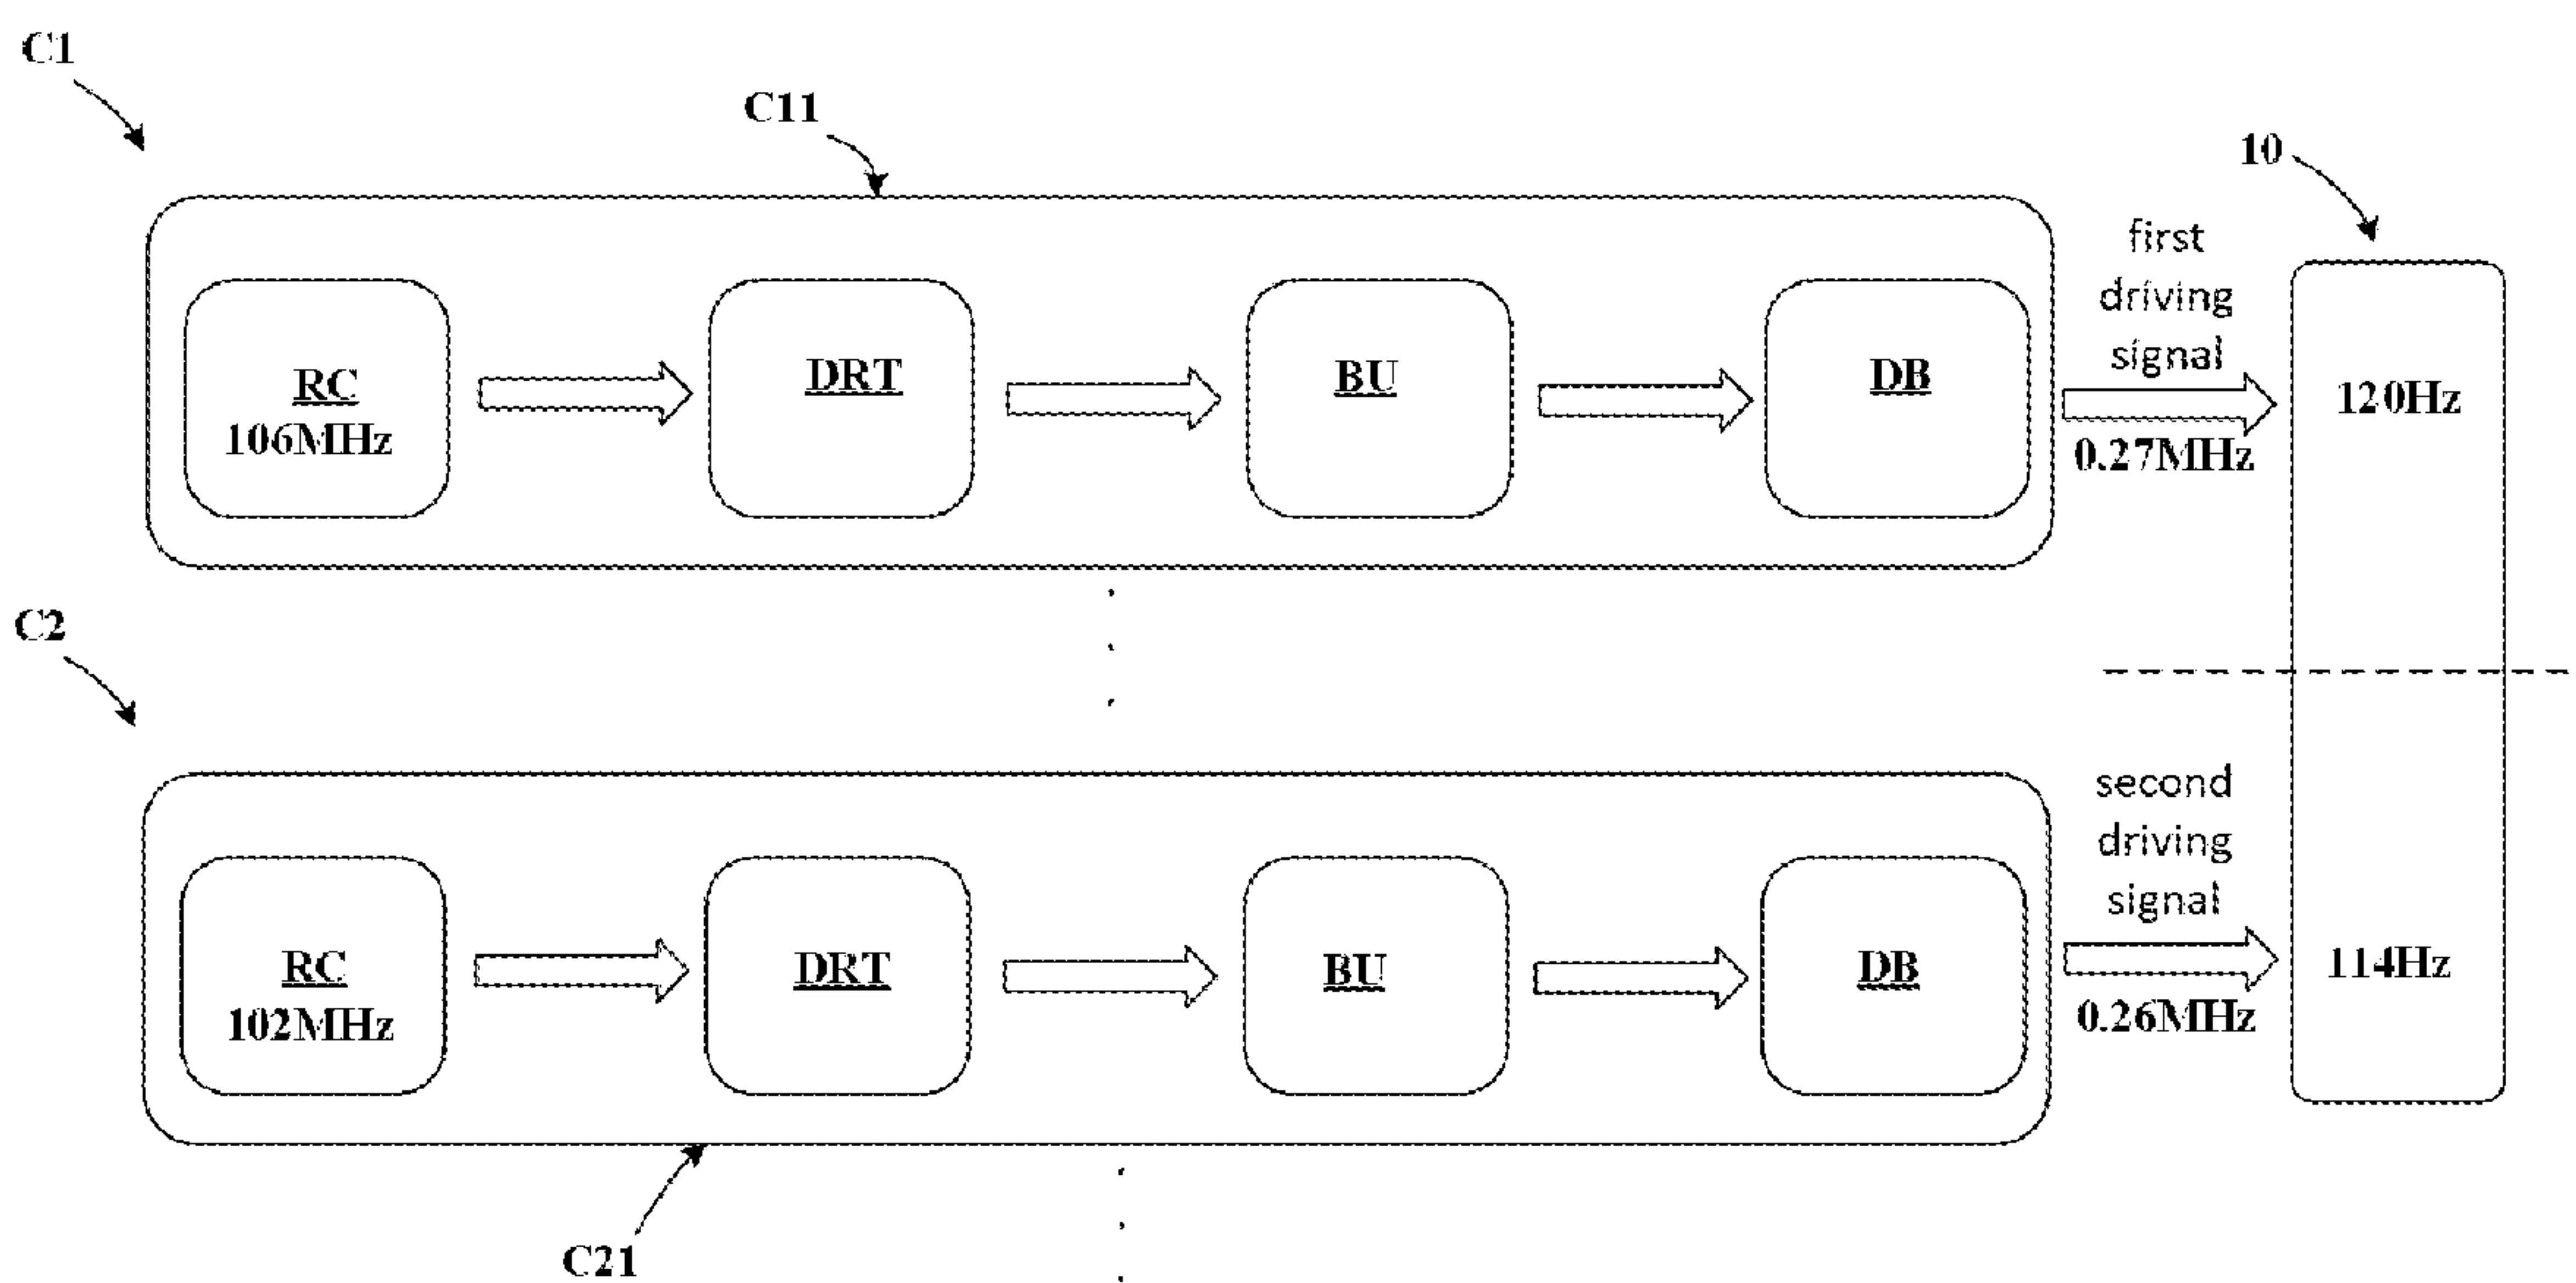 C1
C11
10
first
driving
signal
RC
106MHz
DRT
BU
DB
0.27MHz
120Hz
C2
second
driving
signal
RC
102MHz
DRT
BU
DB
0.26MHz
114Hz
C21